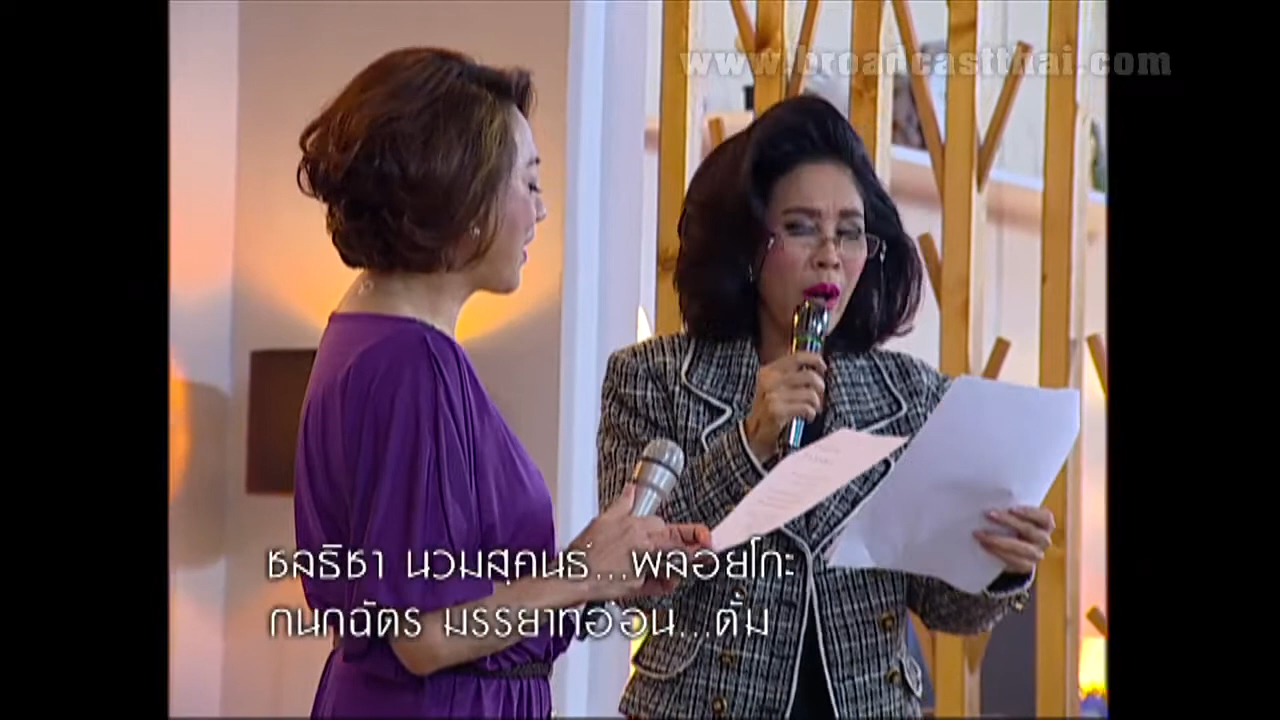 www.broadcastthai.com
ชลธิชา นวมสุคนธ์...พลอยโกะ
กนกฉัตร มรรยาทอ่อน...ตั้ม